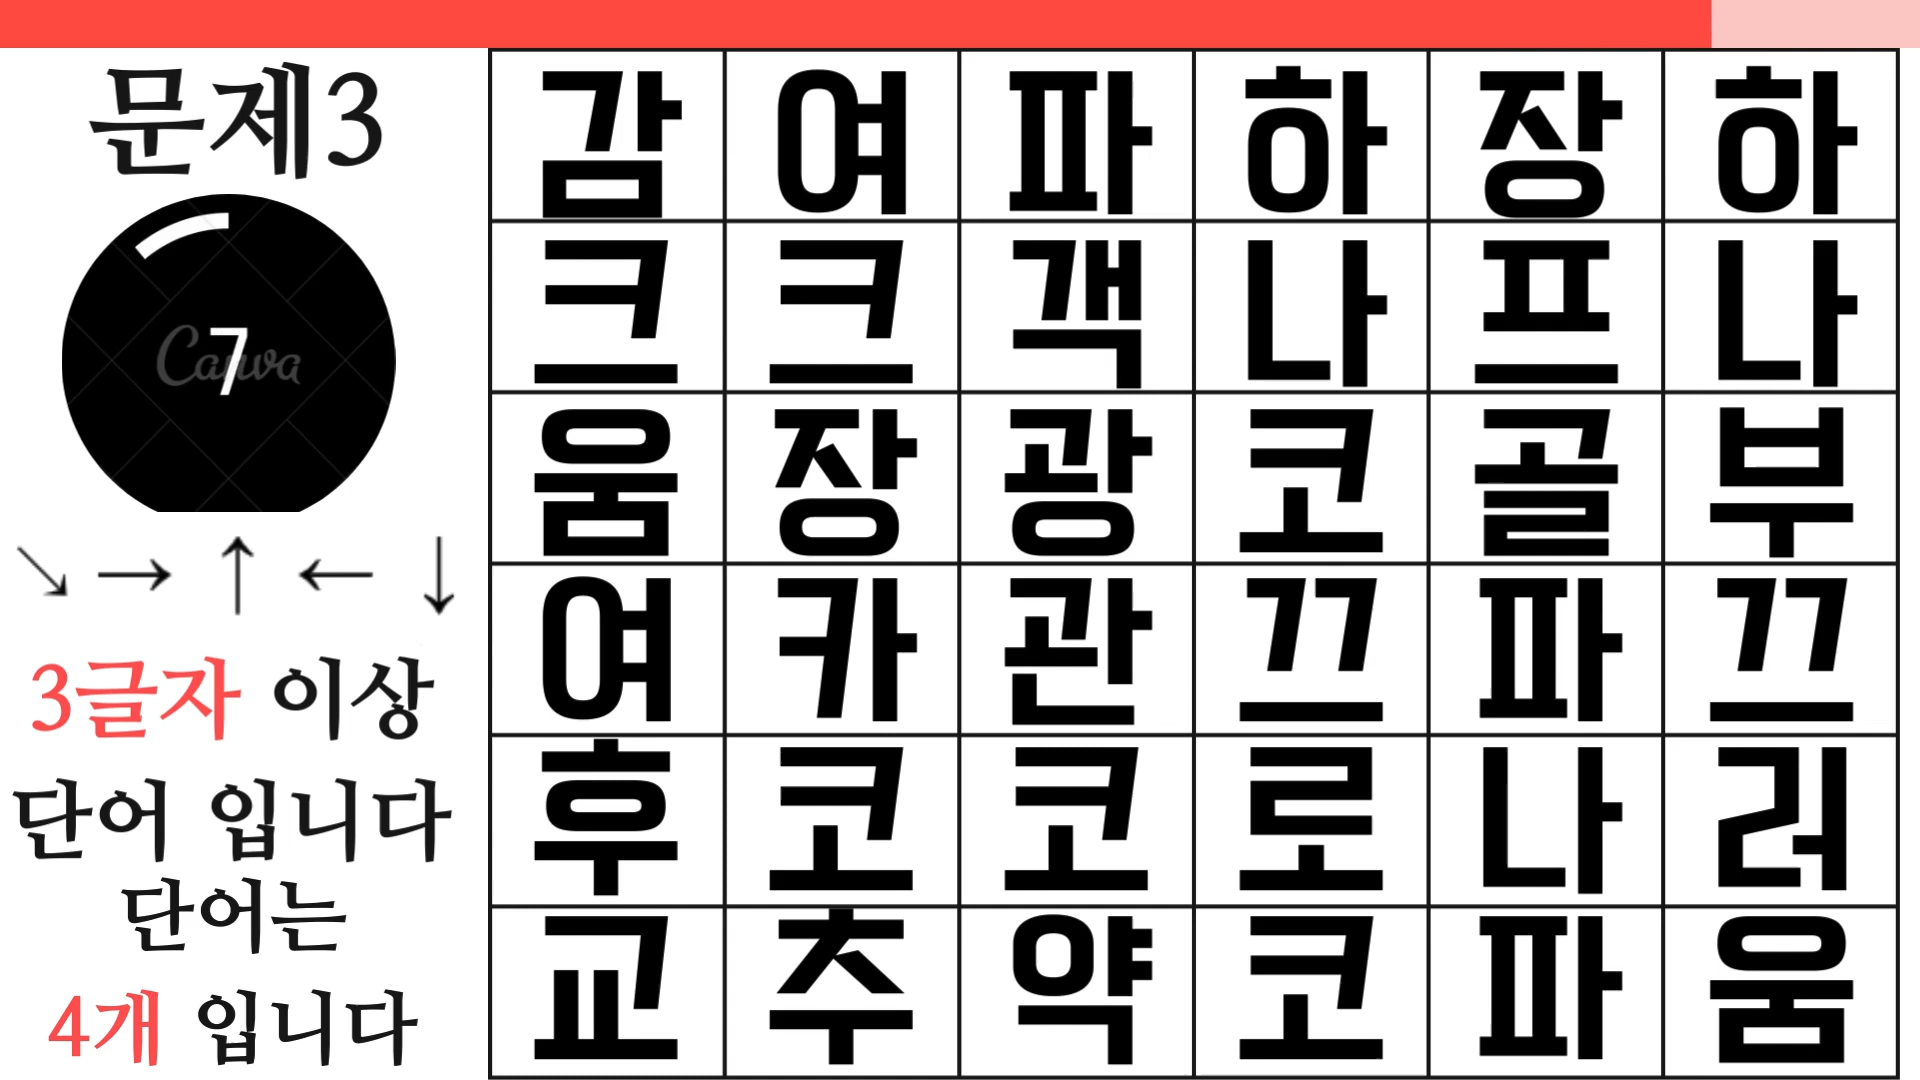 문제3
Canva
7
↘ → ↑ ← ↓
3글자 이상
단어 입니다
단어는
4개 입니다
감 여 파 하 장 하
크 크 객 나 프 나
움 장 광 코 골 부
여 카 관 끄 파 끄
후 코 코 로 나 러
교 추 약 코 파 움